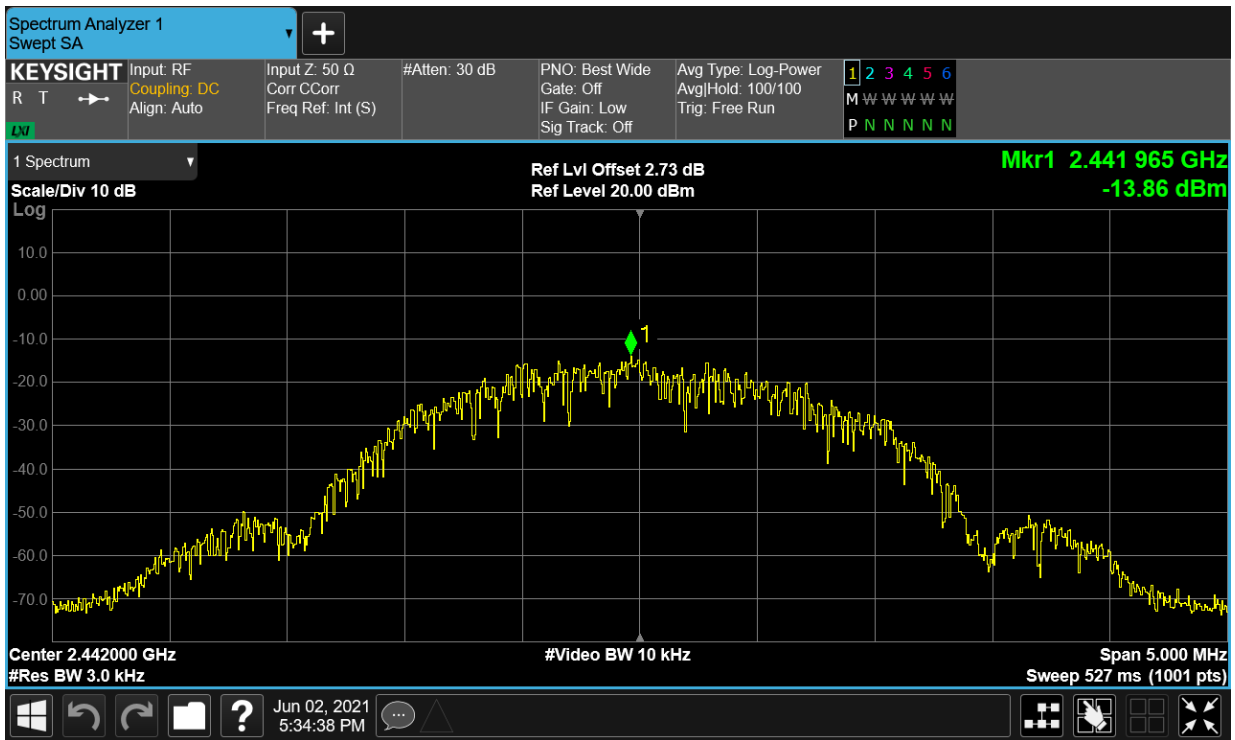 Spectrum Analyzer 1
Swept SA
KEYSIGHT
R T
LXI
Input: RF
Coupling: DC
Align: Auto
Input Z: 50 Ω
Corr CCorr
Freq Ref: Int (S)
#Atten: 30 dB
PNO: Best Wide
Gate: Off
IF Gain: Low
Sig Track: Off
Avg Type: Log-Power
Avg|Hold: 100/100
Trig: Free Run
1 2 3 4 5 6
M W W W W W
P N N N N N
1 Spectrum
Scale/Div 10 dB
Log
Ref Lvl Offset 2.73 dB
Ref Level 20.00 dBm
Mkr1 2.441 965 GHz
-13.86 dBm
10.0
0.00
-10.0
-20.0
-30.0
-40.0
-50.0
-60.0
-70.0
1
Center 2.442000 GHz
#Res BW 3.0 kHz
#Video BW 10 kHz
Span 5.000 MHz
Sweep 527 ms (1001 pts)
?
Jun 02, 2021
5:34:38 PM